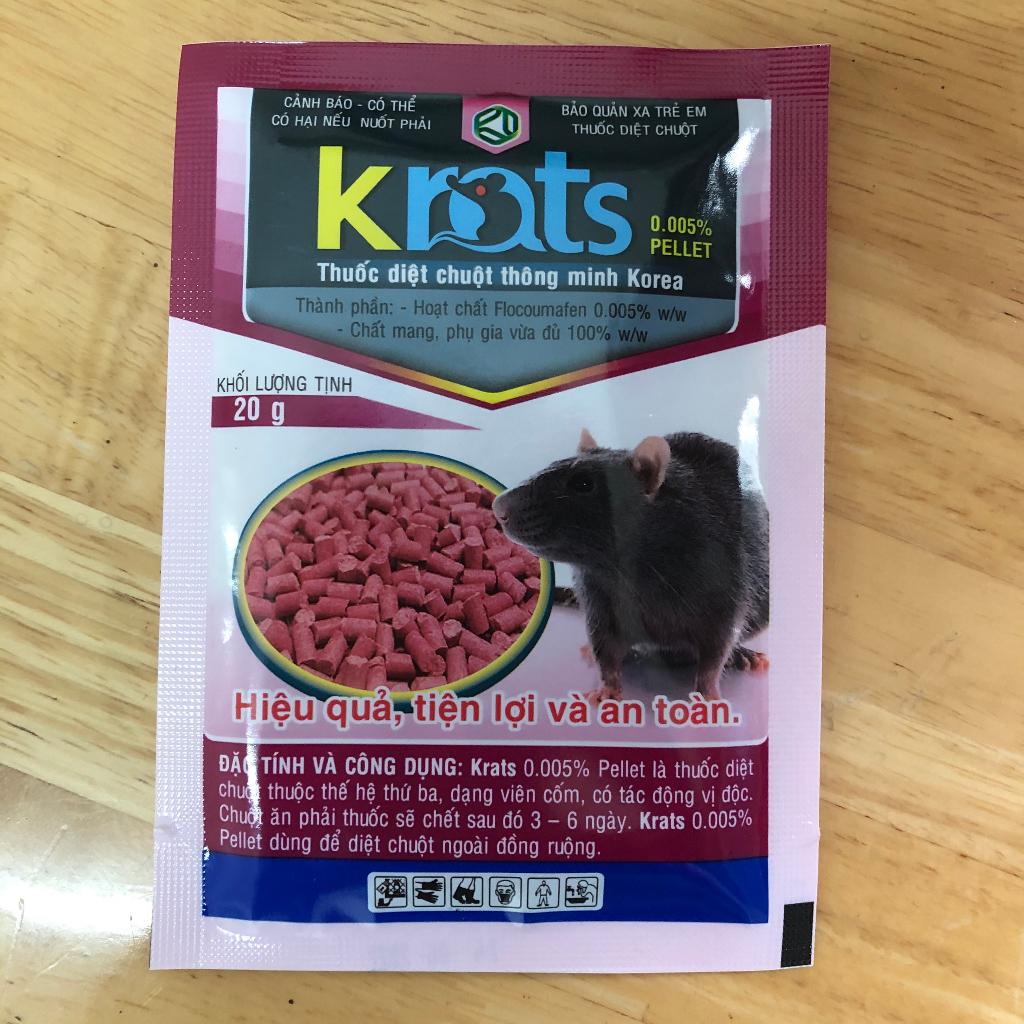 CẢNH BÁO - CÓ THỂ
CÓ HẠI NẾU NUỐT PHẢI
BẢO QUẢN XA TRẺ EM
THUỐC DIỆT CHUỘT
krats
0.005%
PELLET
Thuốc diệt chuột thông minh Korea
Thành phần: - Hoạt chất Flocoumafen 0.005% w/w
- Chất mang, phụ gia vừa đủ 100% w/w
KHỐI LƯỢNG TỊNH
20 g
Hiệu quả, tiện lợi và an toàn.
ĐẶC TÍNH VÀ CÔNG DỤNG: Krats 0.005% Pellet là thuốc diệt
chuột thuộc thế hệ thứ ba, dạng viên cốm, có tác động vị độc.
Chuột ăn phải thuốc sẽ chết sau đó 3 – 6 ngày. Krats 0.005%
Pellet dùng để diệt chuột ngoài đồng ruộng.